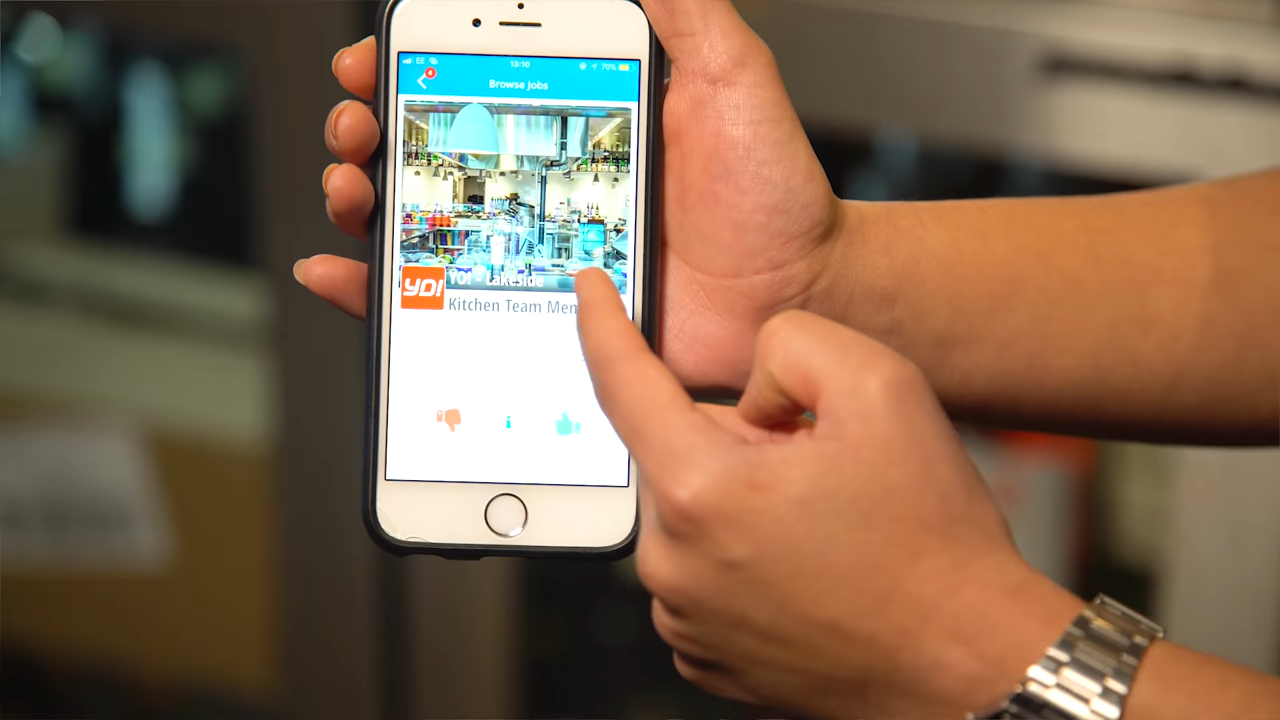 EE 13:10 70%
4
Browse Jobs
YO! YO! - Lakeside
Kitchen Team Mem